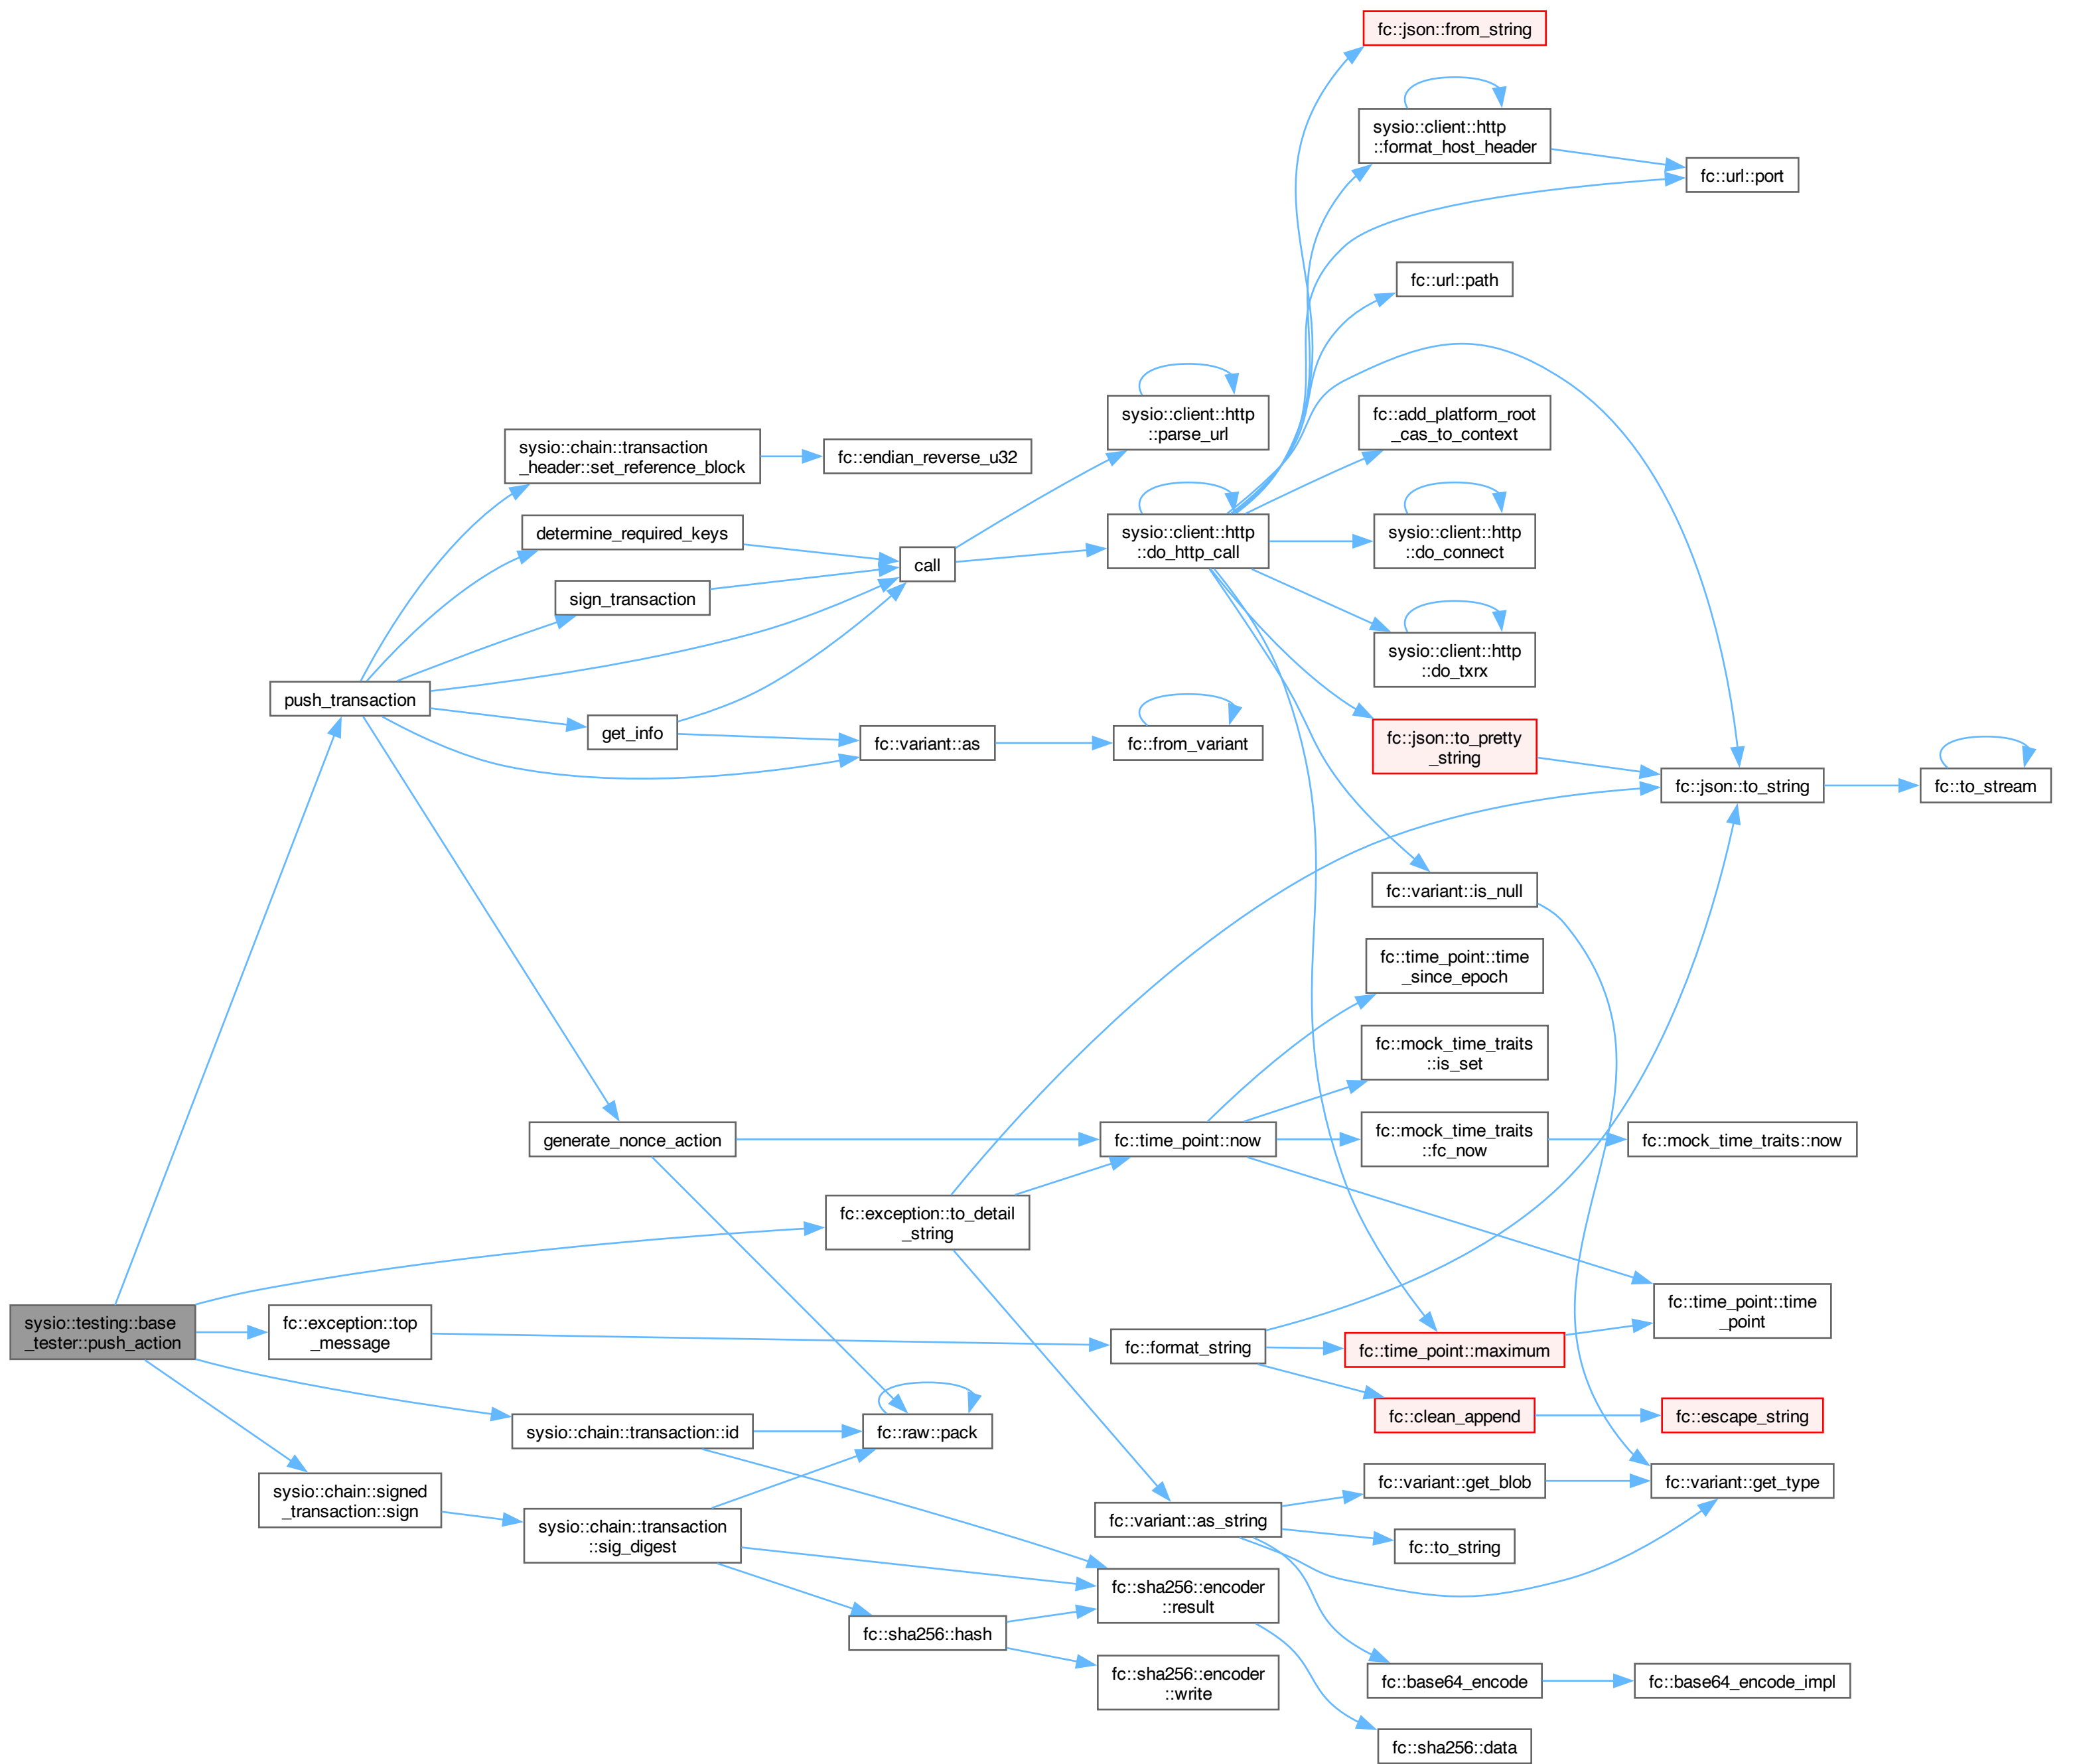 fc::json::from_string
sysio::client::http
::format_host_header
fc::url::port
fc::url::path
sysio::client::http
::parse_url
fc::add_platform_root
_cas_to_context
sysio::chain::transaction
_header::set_reference_block
fc::endian_reverse_u32
determine_required_keys
call
sysio::client::http
::do_http_call
sysio::client::http
::do_connect
sign_transaction
sysio::client::http
::do_txrx
push_transaction
get_info
fc::variant::as
fc::from_variant
fc::json::to_pretty
_string
fc::json::to_string
fc::to_stream
fc::variant::is_null
fc::time_point::time
_since_epoch
fc::mock_time_traits
::is_set
generate_nonce_action
fc::time_point::now
fc::mock_time_traits
::fc_now
fc::mock_time_traits::now
fc::exception::to_detail
_string
fc::time_point::time
_point
sysio::testing::base
_tester::push_action
fc::exception::top
_message
fc::format_string
fc::time_point::maximum
fc::clean_append
fc::escape_string
sysio::chain::transaction::id
fc::raw::pack
fc::variant::get_blob
fc::variant::get_type
sysio::chain::signed
_transaction::sign
sysio::chain::transaction
::sig_digest
fc::variant::as_string
fc::to_string
fc::sha256::encoder
::result
fc::sha256::hash
fc::sha256::encoder
::write
fc::base64_encode
fc::base64_encode_impl
fc::sha256::data